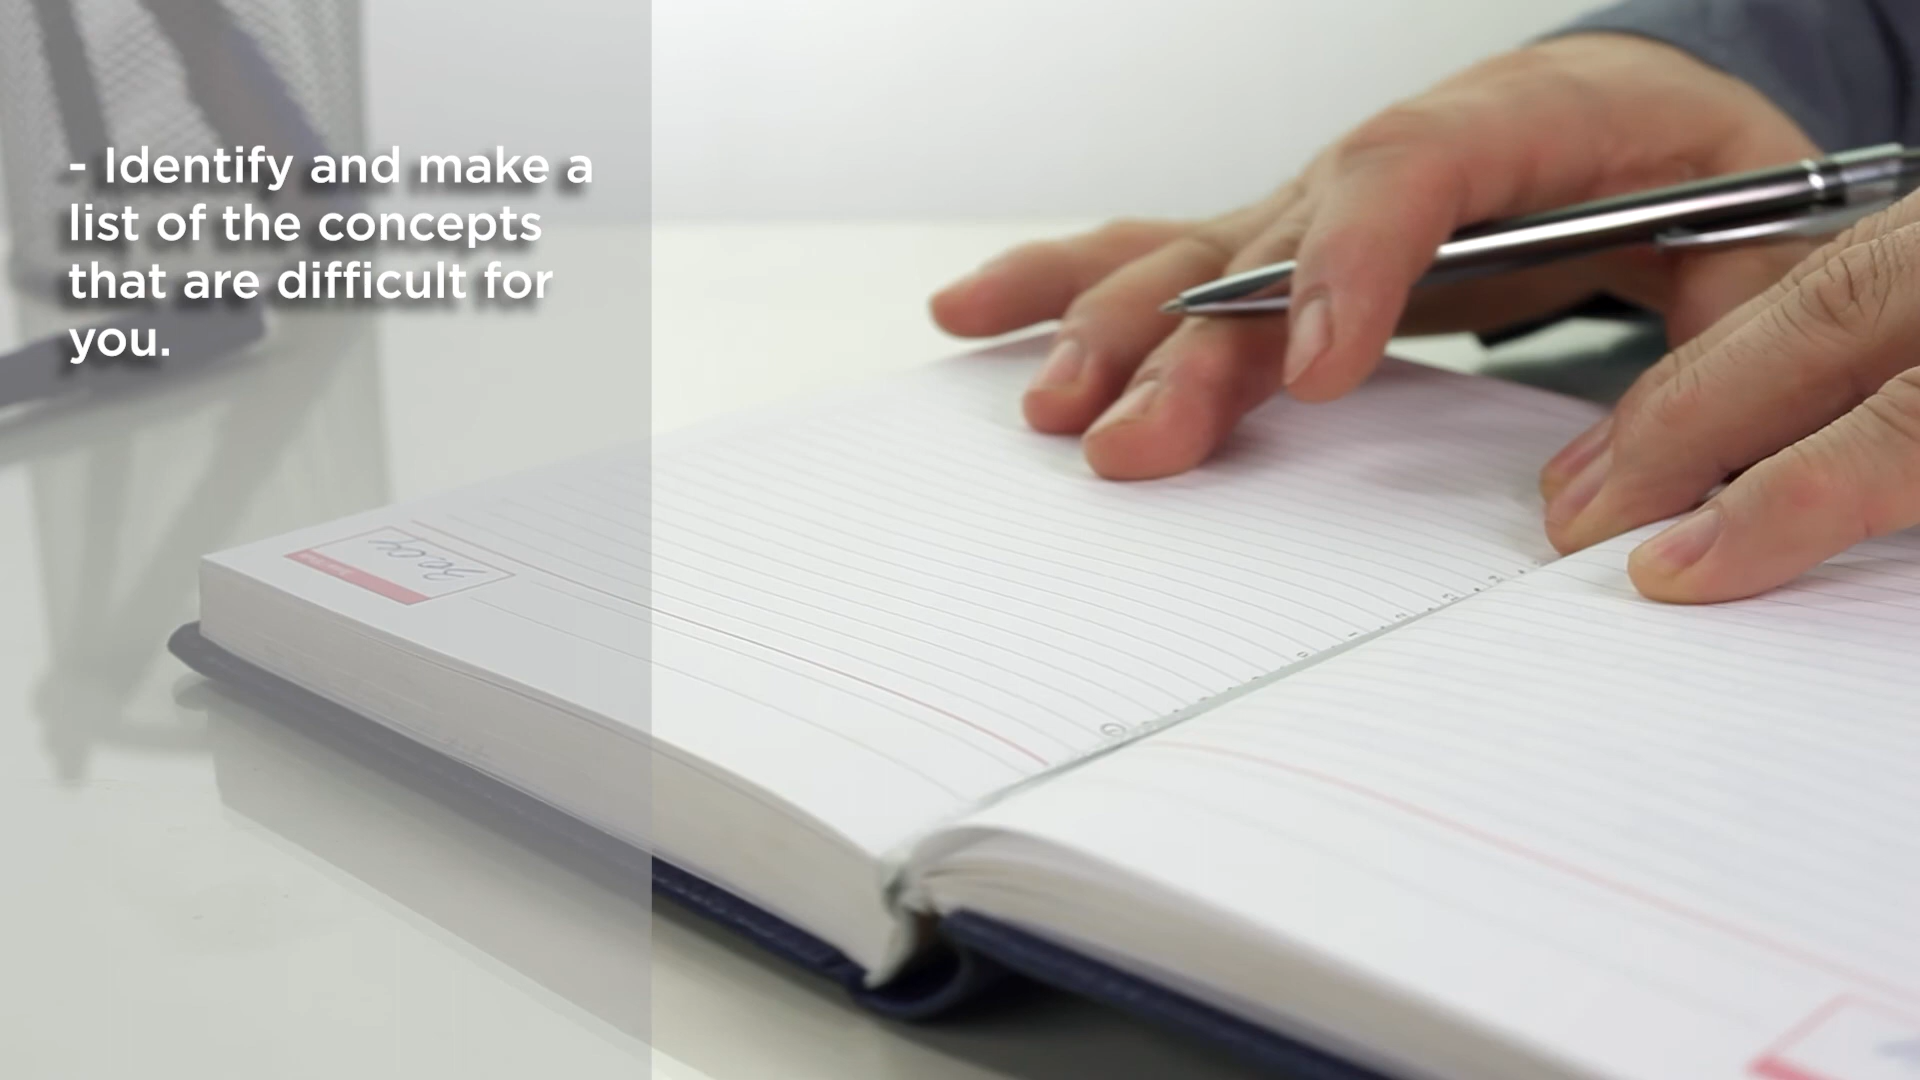 - Identify and make a
list of the concepts
that are difficult for
you.